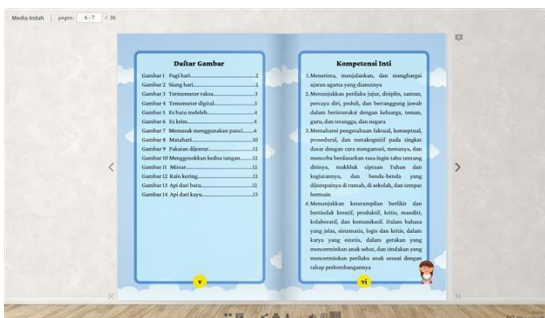 Media Indah pages: 6 - 7 / 36
Daftar Gambar
Gambar 1 Pagi hari......2
Gambar 2 Siang hari......2
Gambar 3 Termometer raksa......3
Gambar 4 Temometer digital......3
Gambar 5 Es batu meleleh......4
Gambar 6 Es krim......4
Gambar 7 Memasak menggunakan panci......6
Gambar 8 Matahari......10
Gambar 9 Pakaian dijemur......12
Gambar 10 Menggosokkan kedua tangan......12
Gambar 11 Mistar......12
Gambar 12 Kain kering......12
Gambar 13 Api dari batu......12
Gambar 14 Api dari kayu......13
v
Kompetensi Inti
1. Menerima, menjalankan, dan menghargai
ajaran agama yang dianutnya
2. Menunjukkan perilaku jujur, disiplin, santun,
percaya diri, peduli, dan bertanggung jawab
dalam berinteraksi dengan keluarga, teman,
guru, dan tetangga, dan negara
3. Memahami pengetahuan faktual, konseptual,
prosedural, dan metakognitif pada tingkat
dasar dengan cara mengamati, menanya, dan
mencoba berdasarkan rasa ingin tahu tentang
dirinya, makhluk ciptaan Tuhan dan
kegiatannya, dan benda-benda yang
dijumpainya di rumah, di sekolah, dan tempat
bermain
4. Menunjukkan keterampilan berfikir dan
bertindak kreatif, produktif, kritis, mandiri,
kolaboratif, dan komunikatif. Dalam bahasa
yang jelas, sistematis, logis dan kritis, dalam
karya yang estetis, dalam gerakan yang
mencerminkan anak sehat, dan tindakan yang
mencerminkan perilaku anak sesuai dengan
tahap perkembangannya
vi